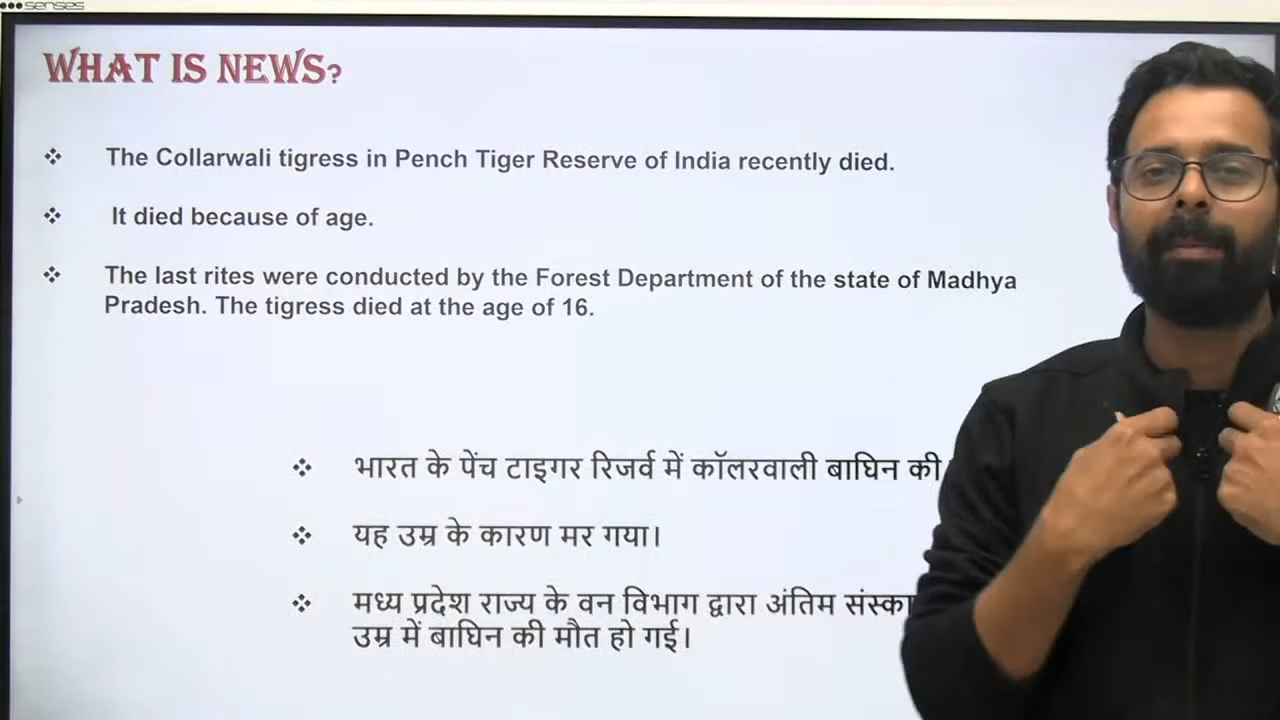 senses
WHAT IS NEWS?
The Collarwali tigress in Pench Tiger Reserve of India recently died.
It died because of age.
The last rites were conducted by the Forest Department of the state of Madhya
Pradesh. The tigress died at the age of 16.
भारत के पेंच टाइगर रिजर्व में कॉलरवाली बाघिन की
यह उम्र के कारण मर गया।
मध्य प्रदेश राज्य के वन विभाग द्वारा अंतिम
उम्र में बाघिन की मौत हो गई।